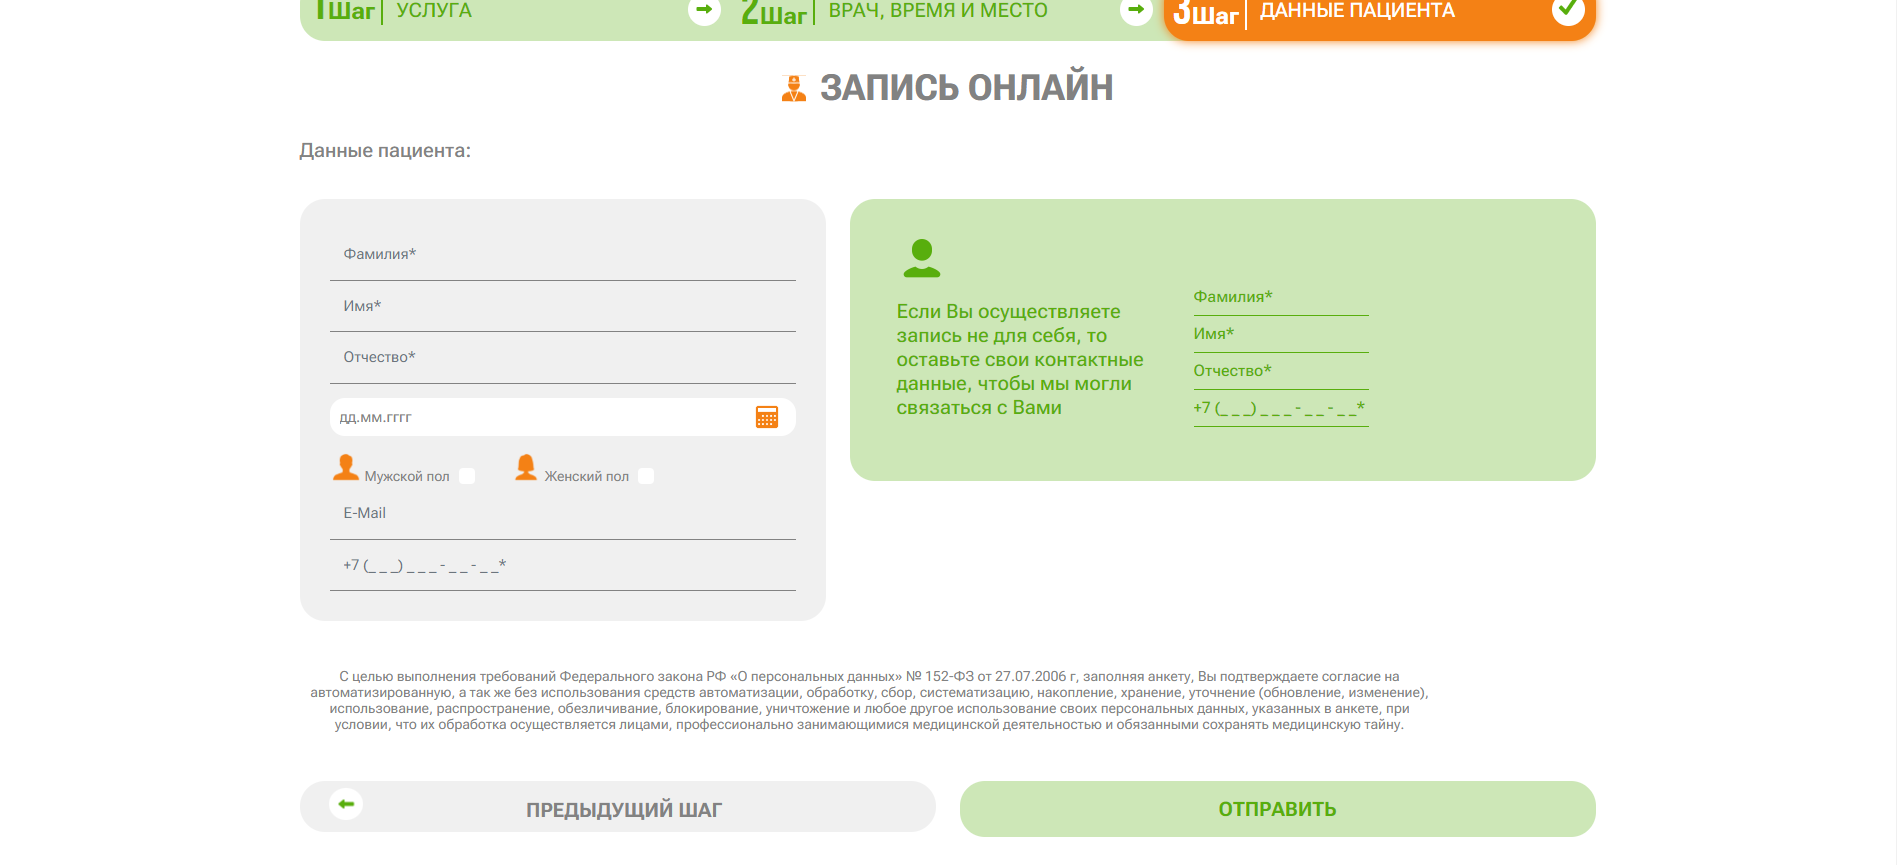 1Шаг УСЛУГА
2Шаг ВРАЧ, ВРЕМЯ И МЕСТО
3Шаг ДАННЫЕ ПАЦИЕНТА
ЗАПИСЬ ОНЛАЙН
Данные пациента:
Фамилия*
Имя*
Отчество*
дд.мм.гггг
Мужской пол
Женский пол
E-Mail
+7 (_ _ _) _ _ _ - _ _ - _ _*
Если Вы осуществляете
запись не для себя, то
оставьте свои контактные
данные, чтобы мы могли
связаться с Вами
Фамилия*
Имя*
Отчество*
+7 (_ _ _) _ _ _ - _ _ - _ _*
С целью выполнения требований Федерального закона РФ «О персональных данных» № 152-ФЗ от 27.07.2006 г, заполняя анкету, Вы подтверждаете согласие на
автоматизированную, а так же без использования средств автоматизации, обработку, сбор, систематизацию, накопление, хранение, уточнение (обновление, изменение),
использование, распространение, обезличивание, блокирование, уничтожение и любое другое использование своих персональных данных, указанных в анкете, при
условии, что их обработка осуществляется лицами, профессионально занимающимися медицинской деятельностью и обязанными сохранять медицинскую тайну.
ПРЕДЫДУЩИЙ ШАГ
ОТПРАВИТЬ